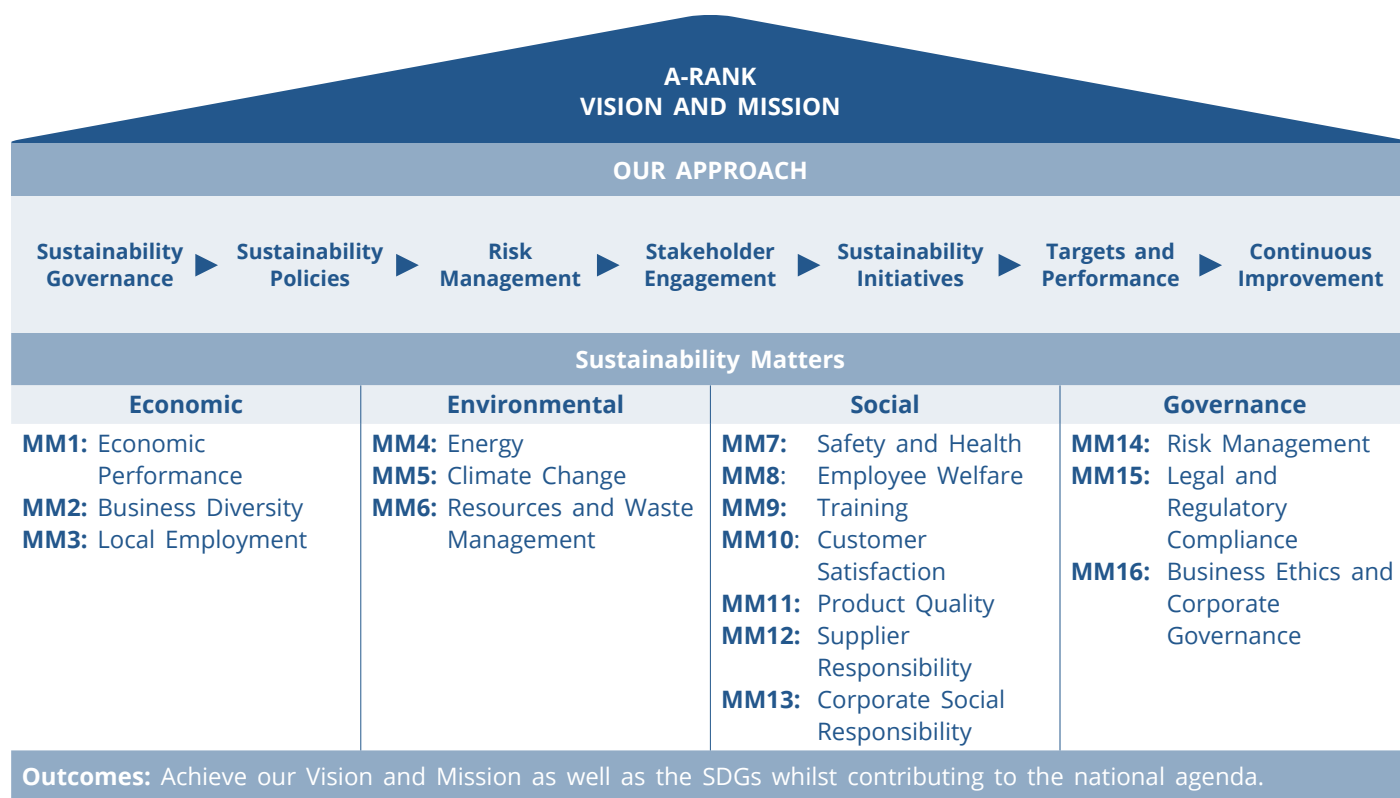 A-RANK
VISION AND MISSION
OUR APPROACH
Sustainability
Governance
Sustainability
Policies
Risk
Management
Stakeholder
Engagement
Sustainability
Initiatives
Targets and
Performance
Continuous
Improvement
Sustainability Matters
Economic
MM1: Economic
Performance
MM2: Business Diversity
MM3: Local Employment
Environmental
MM4: Energy
MM5: Climate Change
MM6: Resources and Waste
Management
Social
MM7: Safety and Health
MM8: Employee Welfare
MM9: Training
MM10: Customer
Satisfaction
MM11: Product Quality
MM12: Supplier
Responsibility
MM13: Corporate Social
Responsibility
Governance
MM14: Risk Management
MM15: Legal and
Regulatory
Compliance
MM16: Business Ethics and
Corporate
Governance
Outcomes: Achieve our Vision and Mission as well as the SDGs whilst contributing to the national agenda.